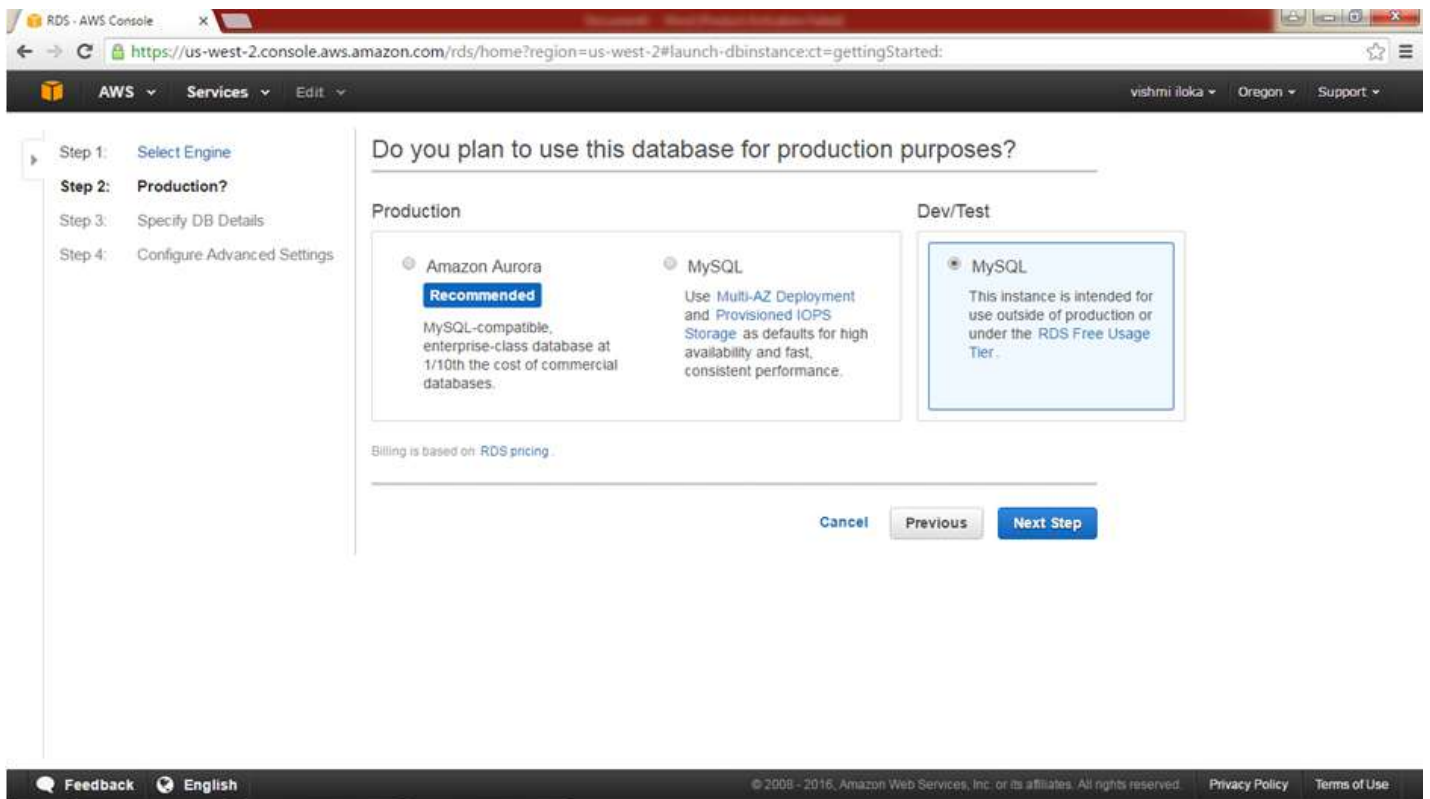 RDS - AWS Console
https://us-west-2.console.aws.amazon.com/rds/home?region=us-west-2#launch-dbinstance:ct=gettingStarted:
AWS Services Edit vishmi iloka Oregon Support
Step 1: Select Engine
Step 2: Production?
Step 3: Specify DB Details
Step 4: Configure Advanced Settings
Do you plan to use this database for production purposes?
Production
Amazon Aurora
Recommended
MySQL-compatible,
enterprise-class database at
1/10th the cost of commercial
databases.
MySQL
Use Multi-AZ Deployment
and Provisioned IOPS
Storage as defaults for high
availability and fast,
consistent performance.
Dev/Test
MySQL
This instance is intended for
use outside of production or
under the RDS Free Usage
Tier.
Billing is based on RDS pricing.
Cancel Previous Next Step
Feedback English © 2008 - 2016, Amazon Web Services, Inc. or its affiliates. All rights reserved. Privacy Policy Terms of Use